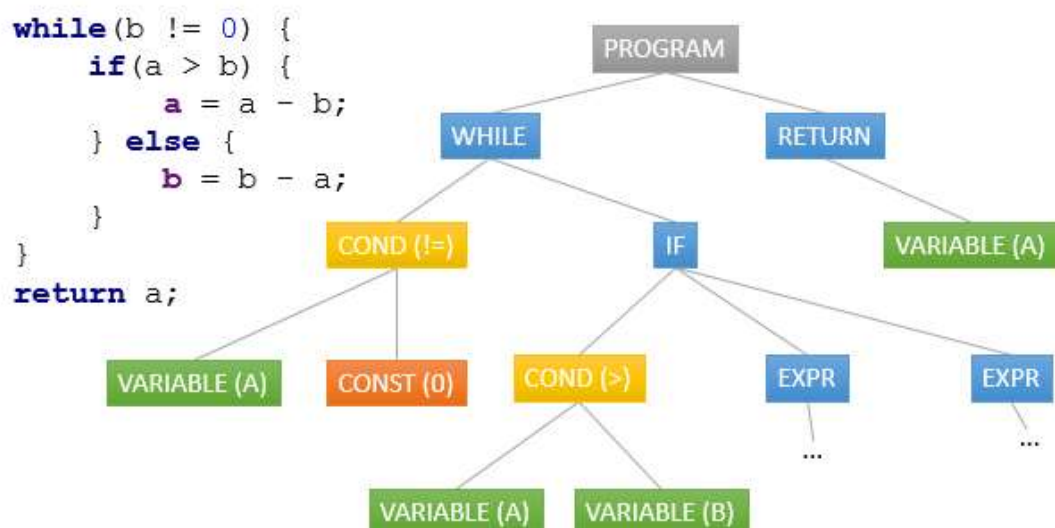 while(b != 0) {
    if(a > b) {
        a = a - b;
    } else {
        b = b - a;
    }
}
return a;
PROGRAM
WHILE
RETURN
COND (!=)
IF
VARIABLE (A)
VARIABLE (A)
CONST (0)
COND (>)
EXPR
EXPR
...
...
VARIABLE (A)
VARIABLE (B)